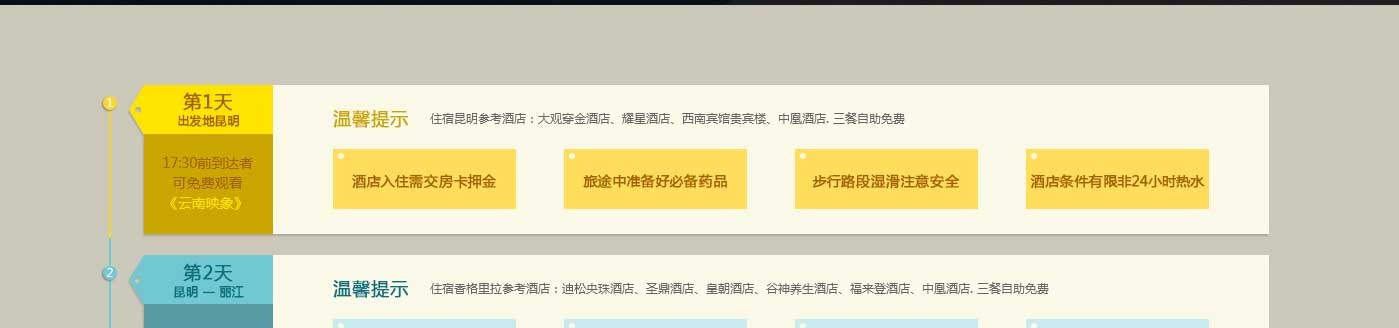 1
第1天
出发地昆明
17:30前到达者
可免费观看
《云南映象》
温馨提示 住宿昆明参考酒店：大观穿金酒店、耀星酒店、西南宾馆贵宾楼、中凰酒店. 三餐自助免费
酒店入住需交房卡押金
旅途中准备好必备药品
步行路段湿滑注意安全
酒店条件有限非24小时热水
2
第2天
昆明 — 丽江
温馨提示 住宿香格里拉参考酒店：迪松央珠酒店、圣鼎酒店、皇朝酒店、谷神养生酒店、福来登酒店、中凰酒店. 三餐自助免费